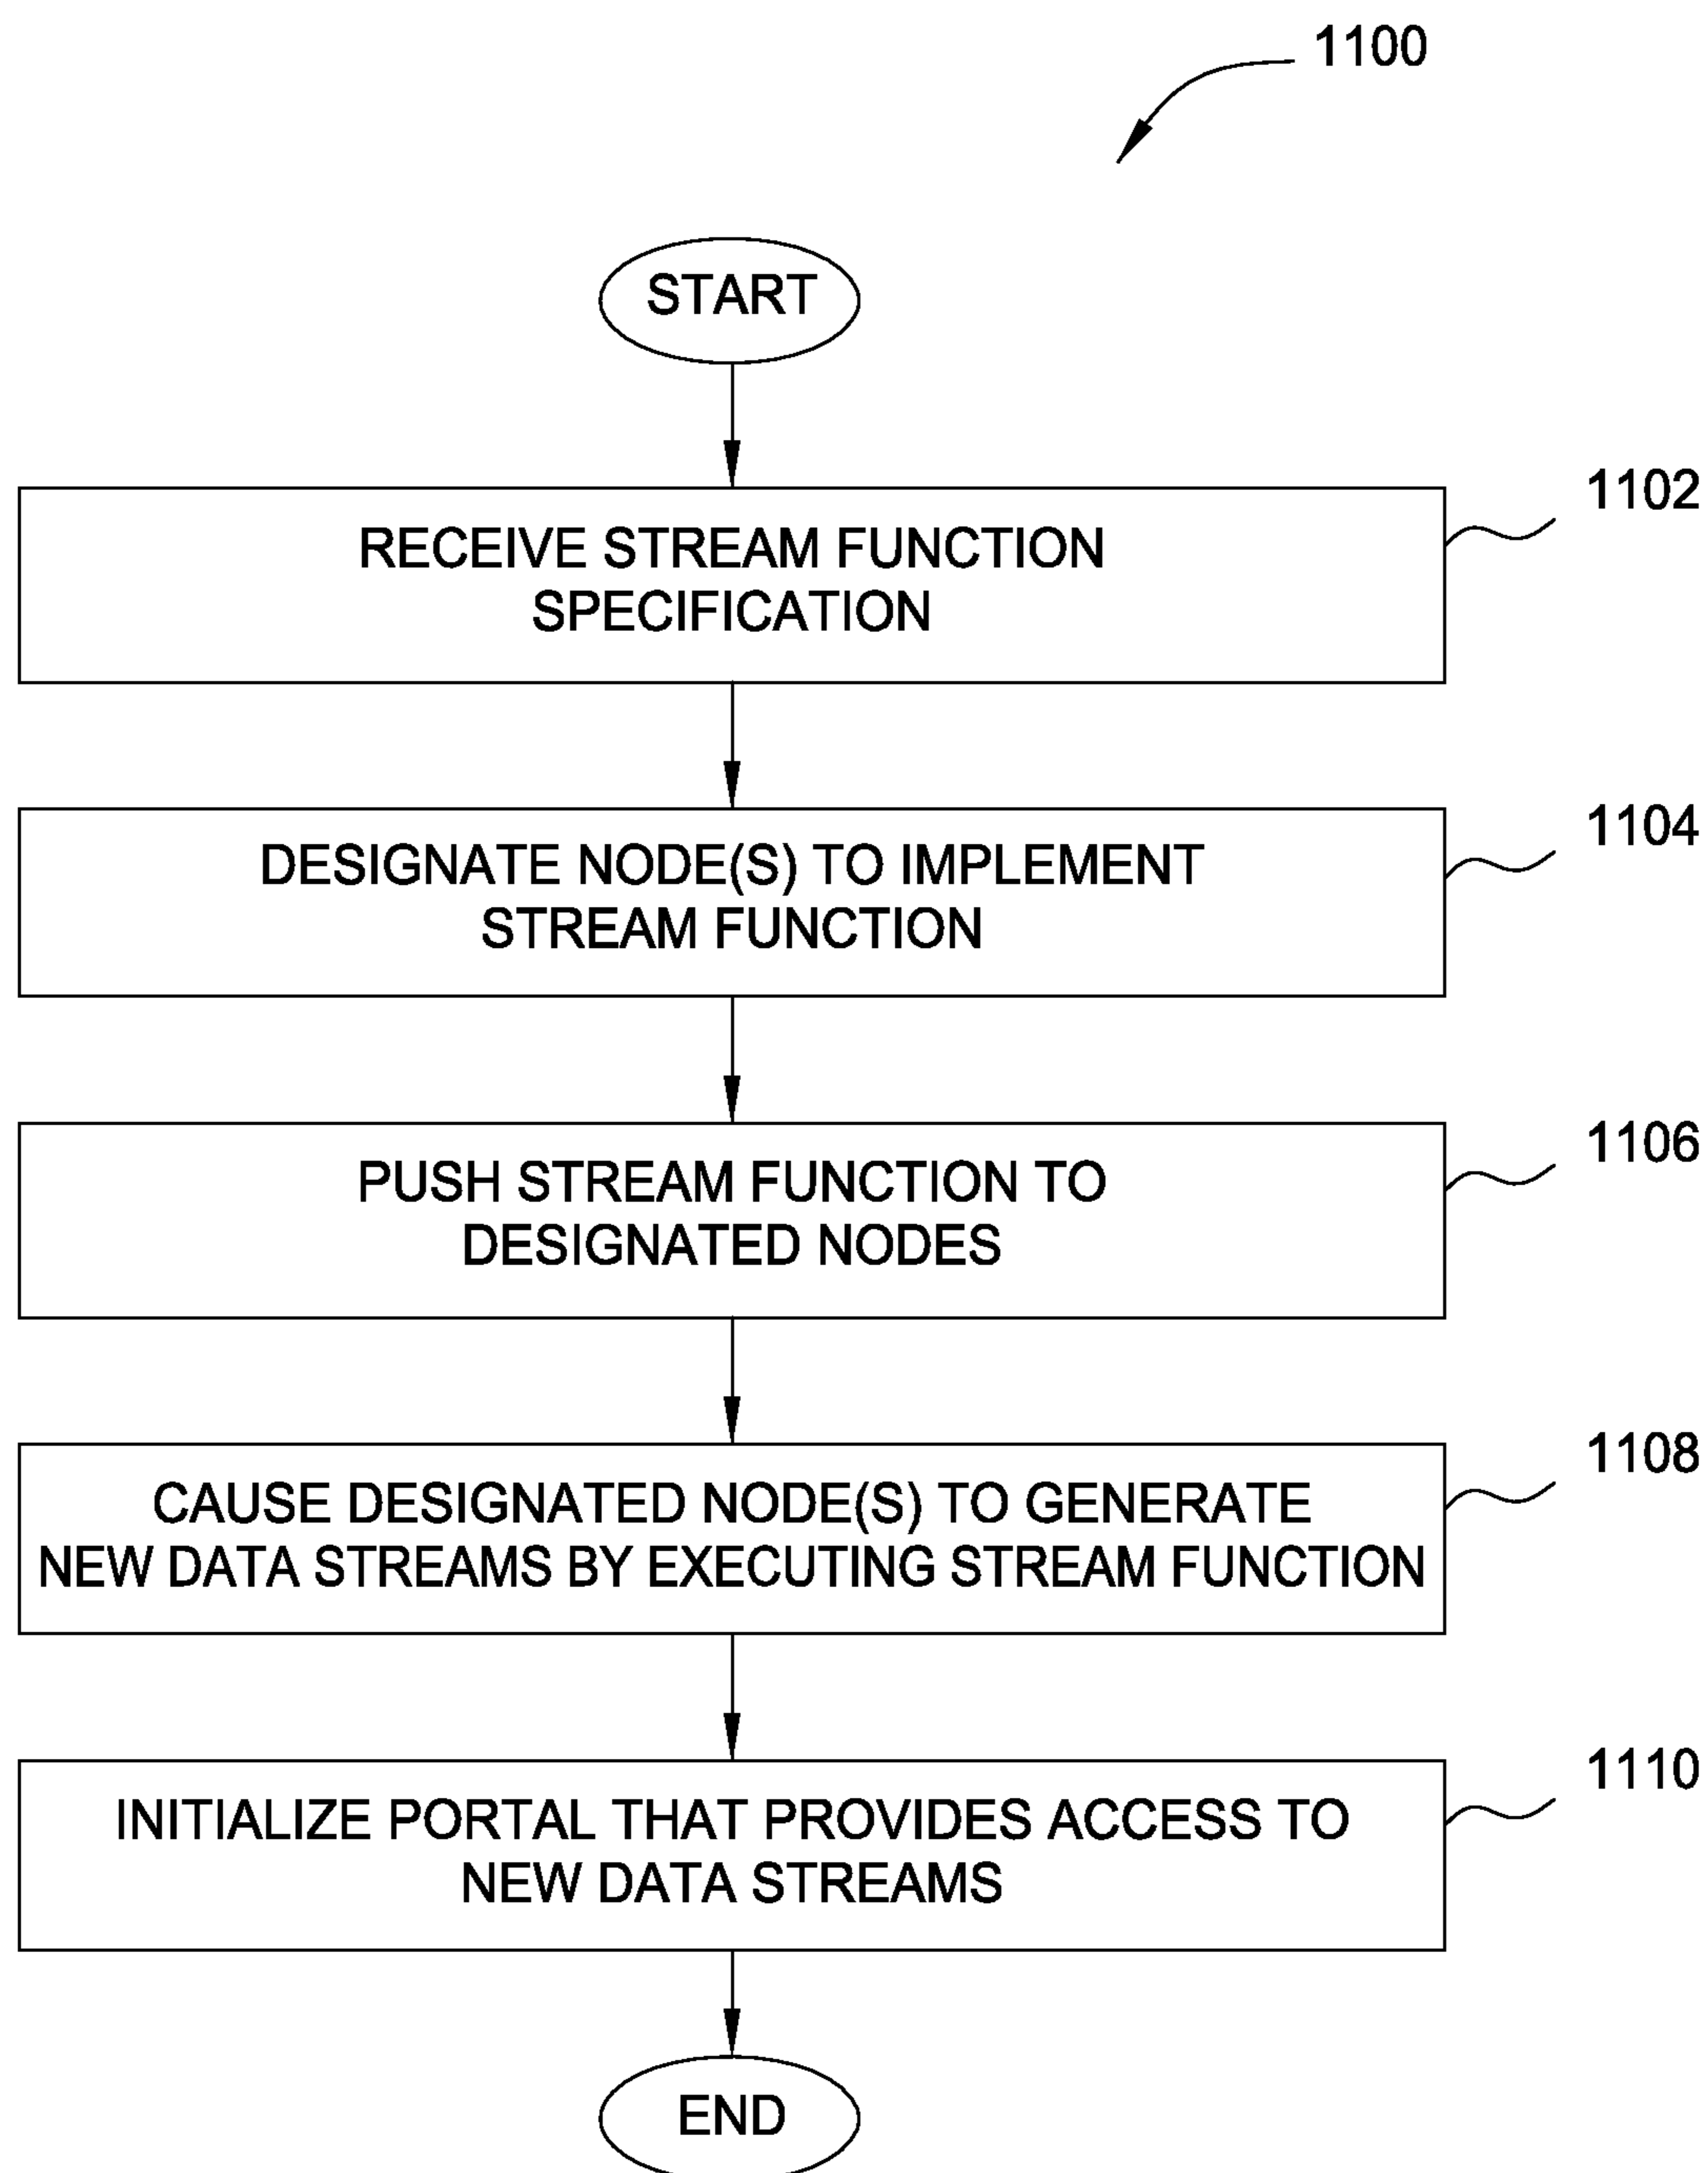 1100
START
1102
RECEIVE STREAM FUNCTION
SPECIFICATION
1104
DESIGNATE NODE(S) TO IMPLEMENT
STREAM FUNCTION
1106
PUSH STREAM FUNCTION TO
DESIGNATED NODES
1108
CAUSE DESIGNATED NODE(S) TO GENERATE
NEW DATA STREAMS BY EXECUTING STREAM FUNCTION
1110
INITIALIZE PORTAL THAT PROVIDES ACCESS TO
NEW DATA STREAMS
END